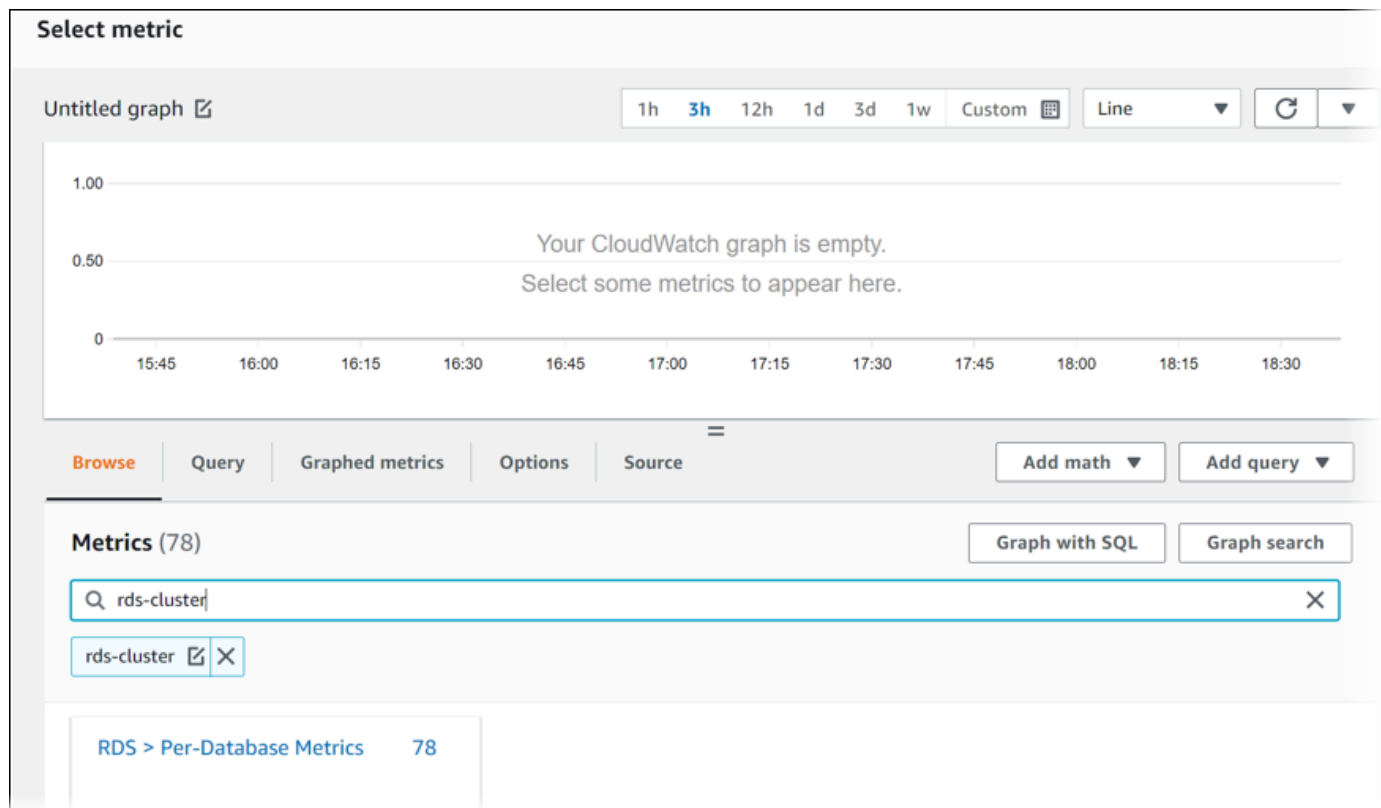 Select metric
Untitled graph
1h 3h 12h 1d 3d 1w Custom Line
1.00
Your CloudWatch graph is empty.
0.50
Select some metrics to appear here.
0
15:45 16:00 16:15 16:30 16:45 17:00 17:15 17:30 17:45 18:00 18:15 18:30
Browse Query Graphed metrics Options Source Add math Add query
Metrics (78) Graph with SQL Graph search
rds-cluster
rds-cluster
RDS > Per-Database Metrics 78